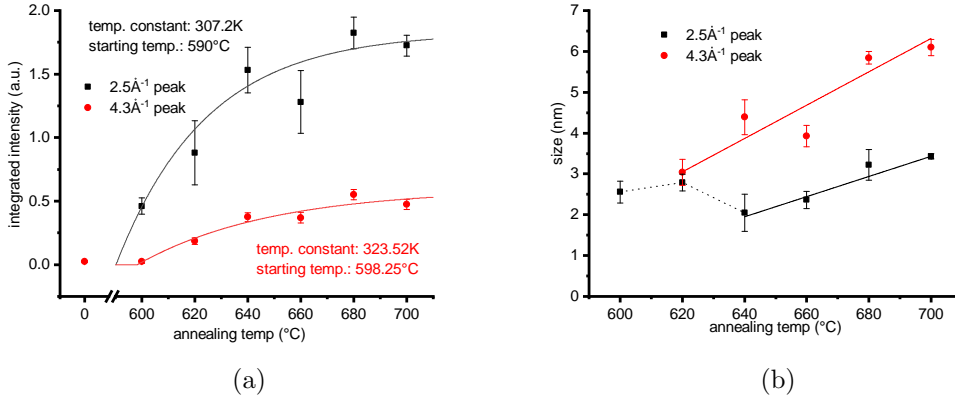 temp. constant: 307.2K
starting temp.: 590°C
2.5Å⁻¹ peak
4.3Å⁻¹ peak
temp. constant: 323.52K
starting temp.: 598.25°C
integrated intensity (a.u.)
2.0
1.5
1.0
0.5
0.0
0 600 620 640 660 680 700
annealing temp (°C)
(a)
2.5Å⁻¹ peak
4.3Å⁻¹ peak
size (nm)
7
6
5
4
3
2
1
0
600 620 640 660 680 700
annealing temp (°C)
(b)